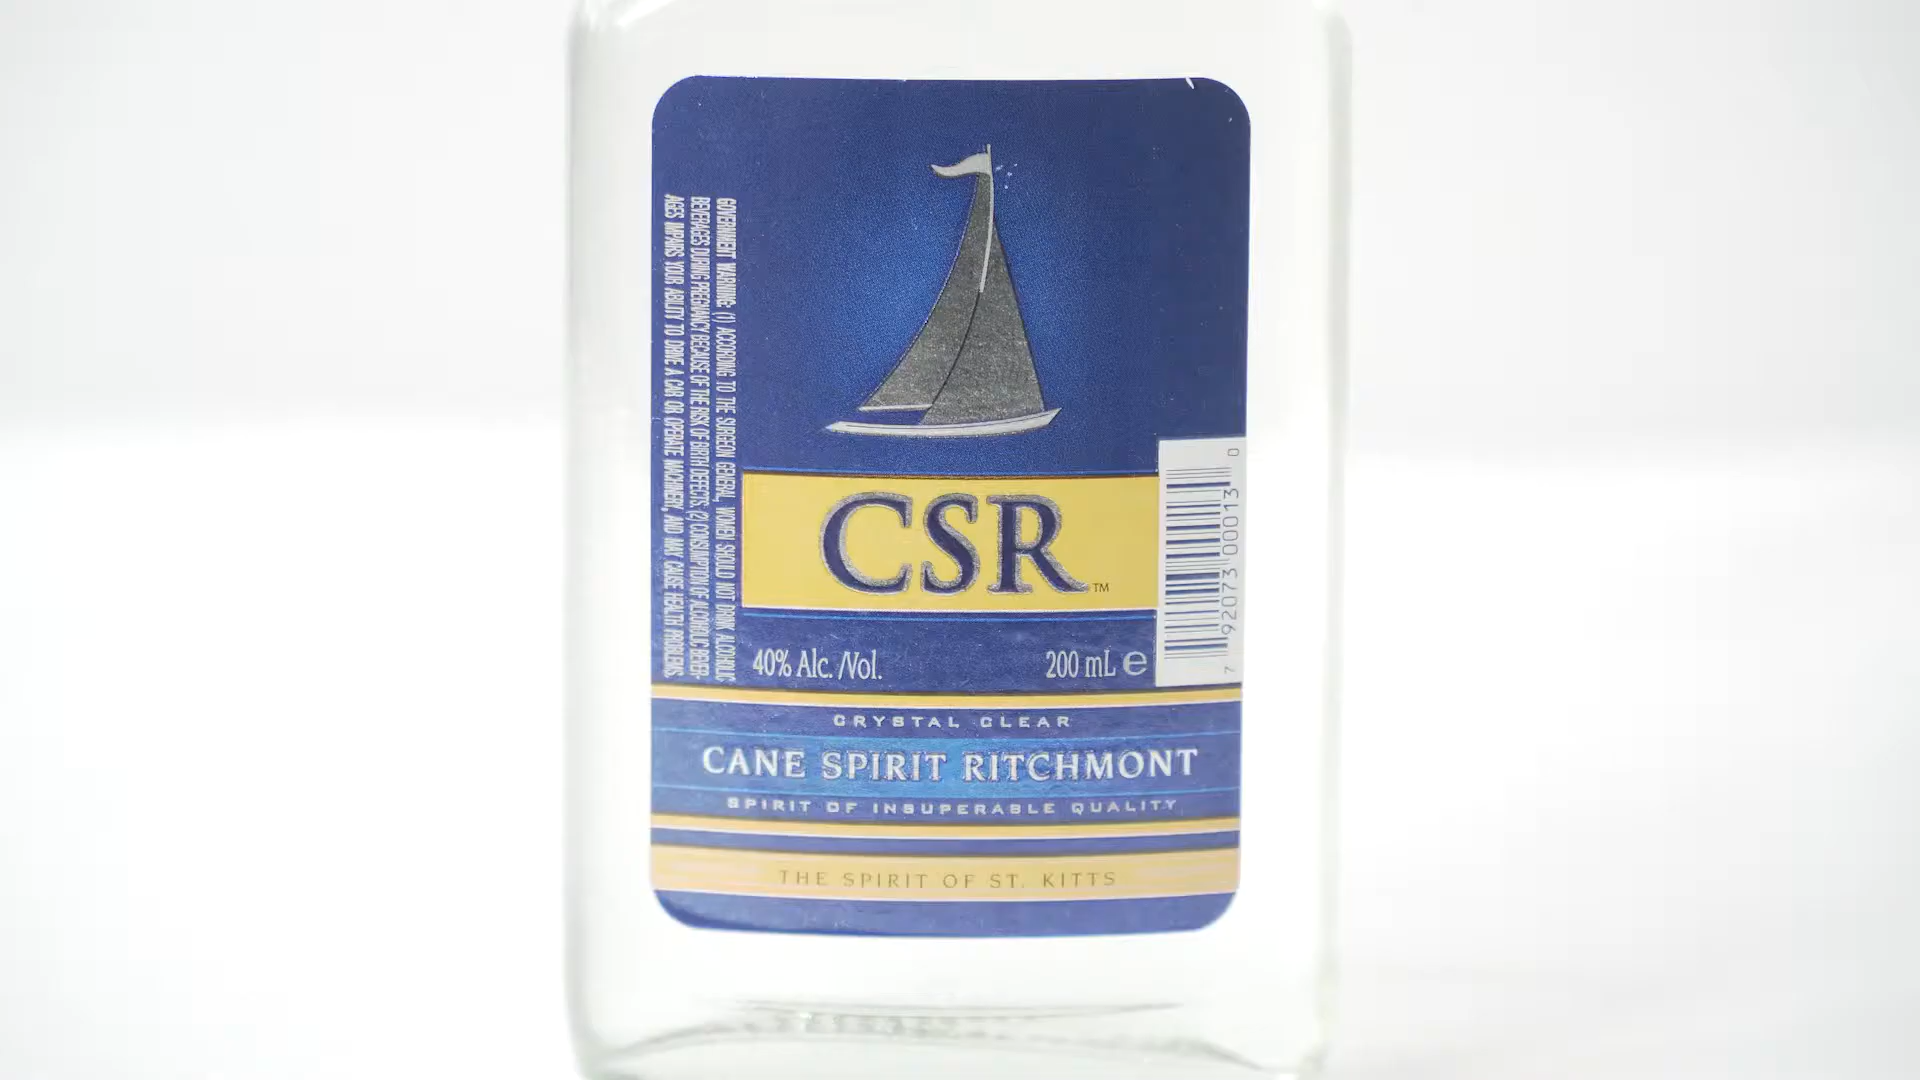 GOVERNMENT WARNING: (1) ACCORDING TO THE SURGEON GENERAL, WOMEN SHOULD NOT DRINK ALCOHOLIC
BEVERAGES DURING PREGNANCY BECAUSE OF THE RISK OF BIRTH DEFECTS. (2) CONSUMPTION OF ALCOHOLIC BEVER-
AGES IMPAIRS YOUR ABILITY TO DRIVE A CAR OR OPERATE MACHINERY, AND MAY CAUSE HEALTH PROBLEMS.
CSR™
7 92073 00013 0
40% Alc./Vol.
200 mL ℮
CRYSTAL CLEAR
CANE SPIRIT RITCHMONT
SPIRIT OF INSUPERABLE QUALITY
THE SPIRIT OF ST. KITTS